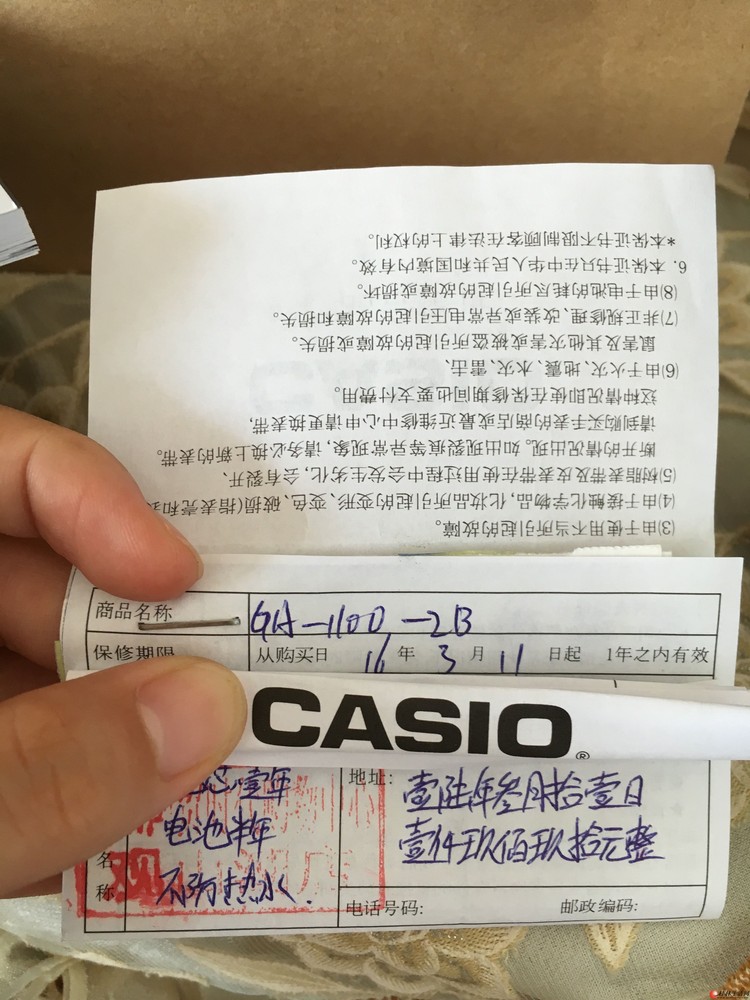 *本保证书不限制顾客在法律上的权利。
6. 本保证书只在中华人民共和国境内有效。
(8)由于电池的耗尽所引起的故障或损坏。
(7)非正规修理、改装或异常电压引起的故障和损失。
鼠害及其他灾害或被盗所引起的故障或损失。
(6)由于火灾、地震、水灾、雷击、
这种情况即使在保修期间也要支付费用。
请到购买手表的商店或最近维修中心申请更换表带,
断开的情况出现。如出现裂痕等异常现象,请务必换上新的表带。
(5)树脂表带及皮表带在使用过程中会发生劣化,会有裂开、
(4)由于接触化学物品,化妆品所引起的变形、变色、破损(指表壳和
(3)由于使用不当所引起的故障。
商品名称 GA-1100-2B
保修期限 从购买日 16 年 3 月 11 日起 1年之内有效
CASIO®
壹年
地址: 壹陆年叁月拾壹日
电池半年
壹仟玖佰玖拾元整
名称
不防热水.
电话号码: 邮政编码: